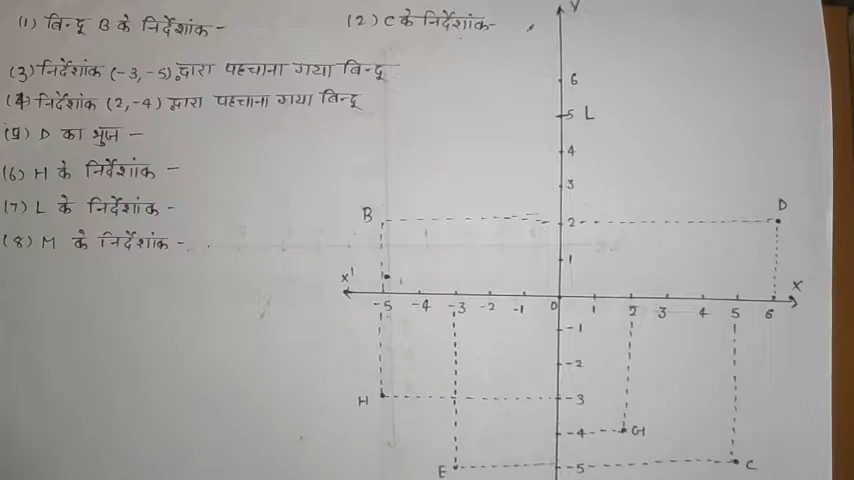 (1) बिन्दू B के निर्देशांक -
(2) C के निर्देशांक -
(3) निर्देशांक (-3, -5) द्वारा पहचाना गया बिन्दू
(4) निर्देशांक (2, -4) द्वारा पहचाना गया बिन्दू
(5) D का भुज -
(6) H के निर्देशांक -
(7) L के निर्देशांक -
(8) M के निर्देशांक -
Y
6
5 L
4
3
B 2 D
1
X' X
-5 -4 -3 -2 -1 0 1 2 3 4 5 6
-1
-2
H -3
-4 G
E -5 C